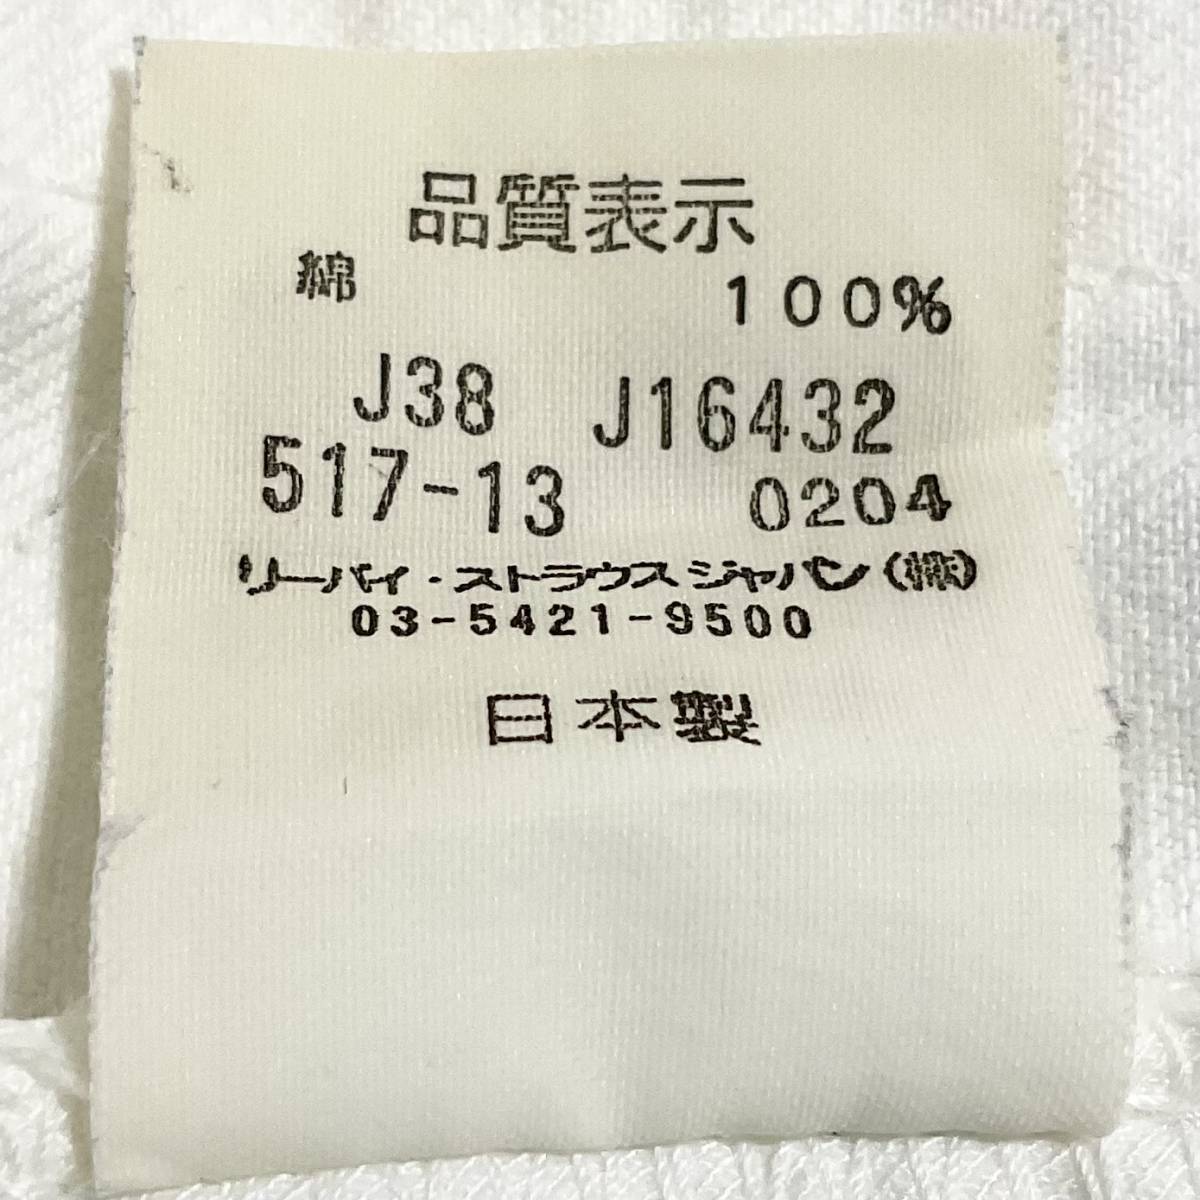 品質表示
綿 100%
J38 J16432
517-13 0204
リーバイ・ストラウスジャパン(株)
03-5421-9500
日本製